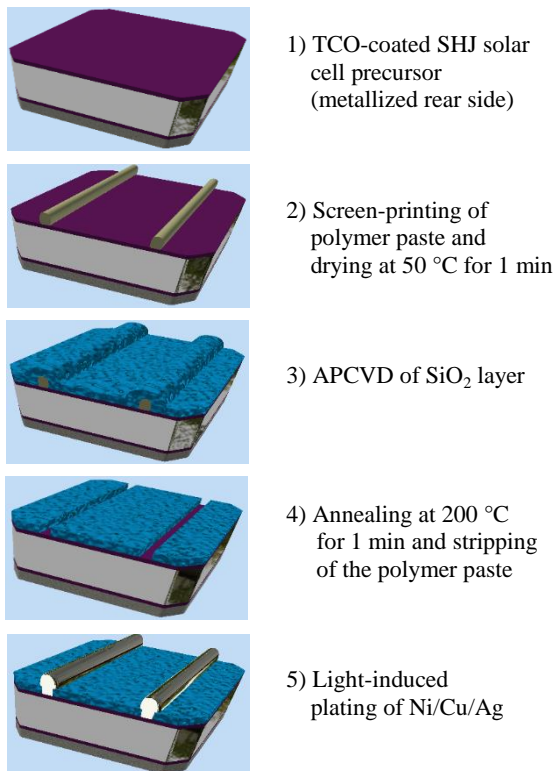 1) TCO-coated SHJ solar
cell precursor
(metallized rear side)
2) Screen-printing of
polymer paste and
drying at 50 °C for 1 min
3) APCVD of SiO₂ layer
4) Annealing at 200 °C
for 1 min and stripping
of the polymer paste
5) Light-induced
plating of Ni/Cu/Ag